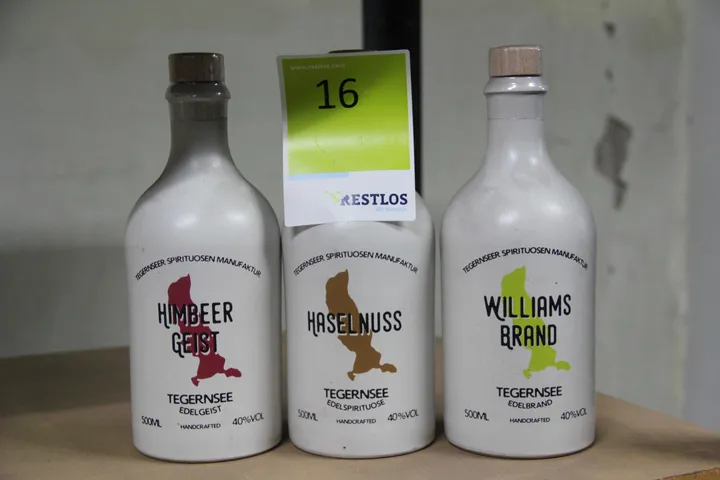 16
RESTLOS
TEGERNSEER SPIRITUOSEN MANUFAKTUR
HIMBEER
GEIST
TEGERNSEE
EDELGEIST
500ML
HANDCRAFTED
40%VOL
TEGERNSEER SPIRITUOSEN MANUFAKTUR
HASELNUSS
TEGERNSEE
EDELSPIRITUOSE
500ML
HANDCRAFTED
40%VOL
TEGERNSEER SPIRITUOSEN MANUFAKTUR
WILLIAMS
BRAND
TEGERNSEE
EDELBRAND
500ML
HANDCRAFTED
40%VOL